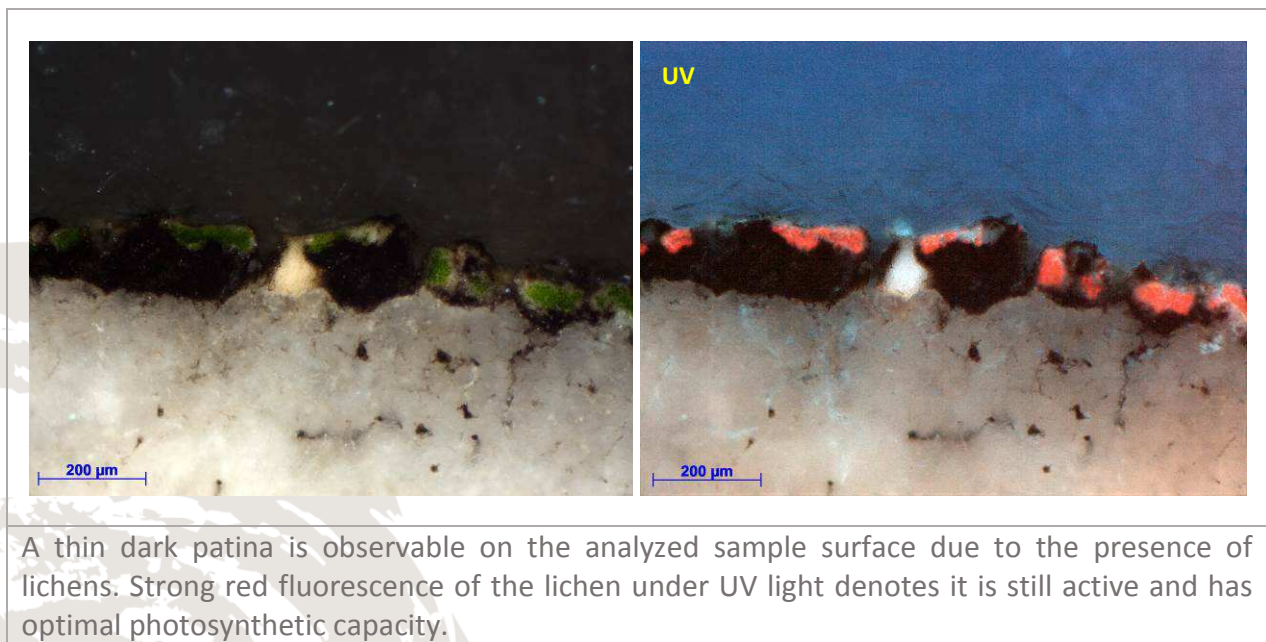 UV
200 µm
200 µm
A thin dark patina is observable on the analyzed sample surface due to the presence of
lichens. Strong red fluorescence of the lichen under UV light denotes it is still active and has
optimal photosynthetic capacity.